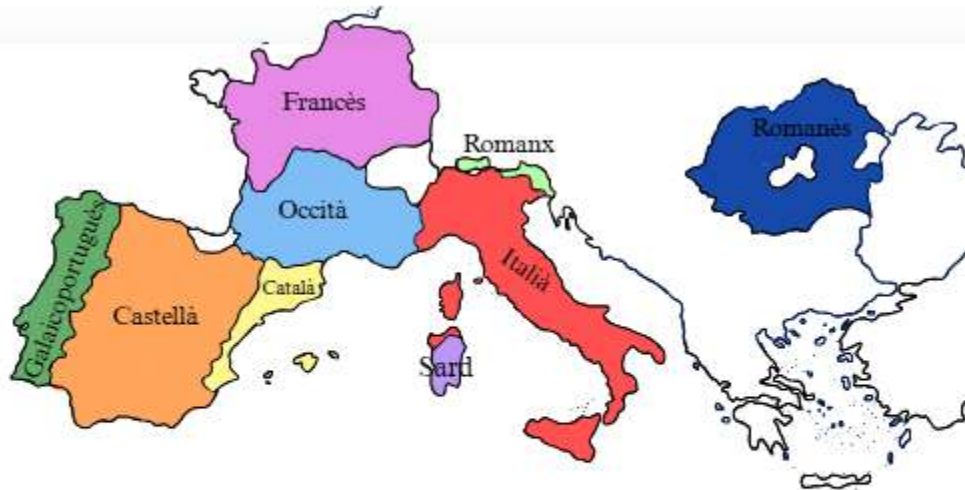 Francès
Romanx
Romanès
Occità
Galaicoportuguès
Italià
Català
Castellà
Sard